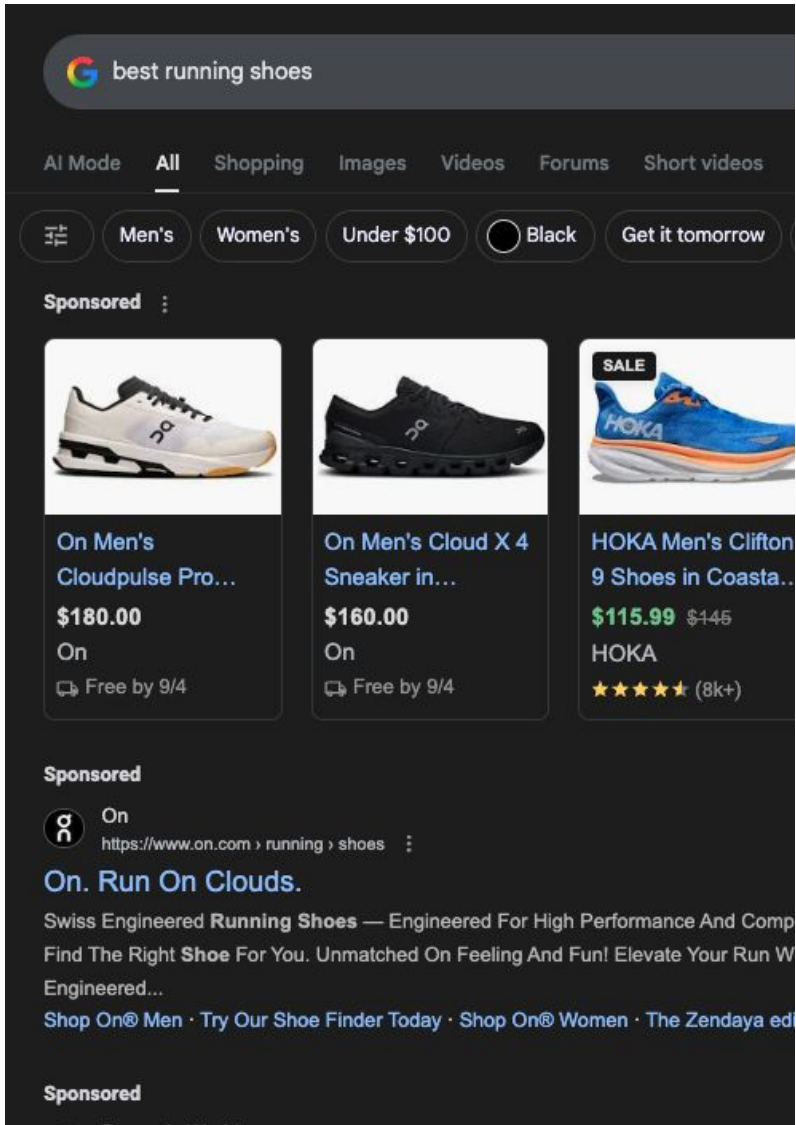 best running shoes
AI Mode All Shopping Images Videos Forums Short videos
Men's Women's Under $100 Black Get it tomorrow
Sponsored
SALE
HOKA
On Men's
Cloudpulse Pro…
$180.00
On
Free by 9/4
On Men's Cloud X 4
Sneaker in…
$160.00
On
Free by 9/4
HOKA Men's Clifton
9 Shoes in Coasta…
$115.99 $145
HOKA
(8k+)
Sponsored
On
https://www.on.com › running › shoes
On. Run On Clouds.
Swiss Engineered Running Shoes — Engineered For High Performance And Comp
Find The Right Shoe For You. Unmatched On Feeling And Fun! Elevate Your Run W
Engineered...
Shop On® Men · Try Our Shoe Finder Today · Shop On® Women · The Zendaya edi
Sponsored